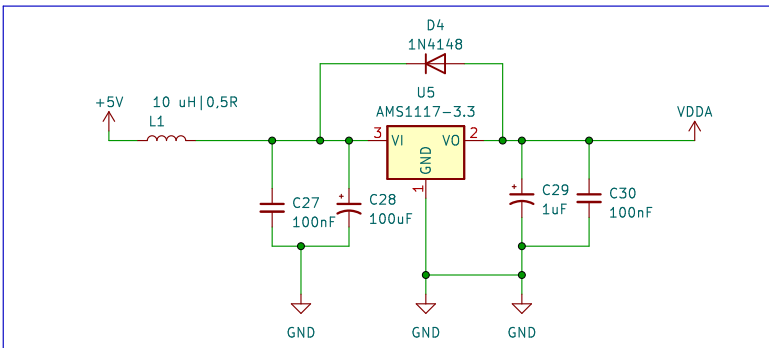 D4
1N4148
U5
AMS1117-3.3
+5V
10 uH|0,5R
L1
VDDA
3
VI
VO
2
GND
1
C27
100nF
C28
100uF
C29
1uF
C30
100nF
+
+
GND
GND
GND